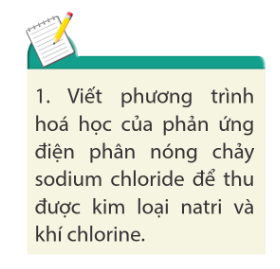 1. Viết phương trình
hoá học của phản ứng
điện phân nóng chảy
sodium chloride để thu
được kim loại natri và
khí chlorine.